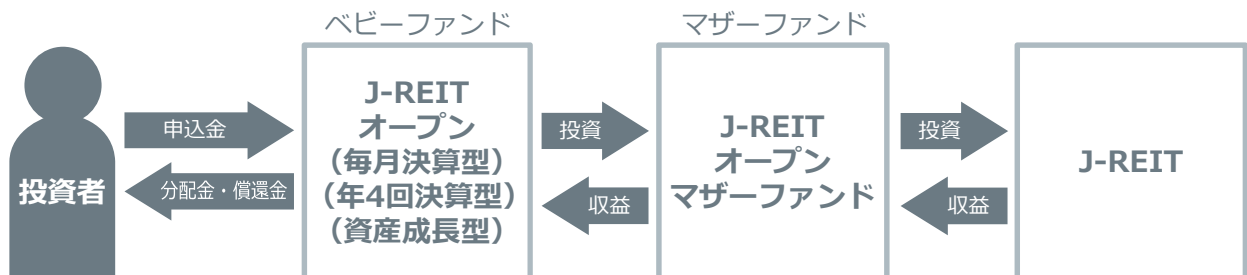 ベビーファンド
マザーファンド
投資者
申込金
分配金・償還金
J-REIT
オープン
（毎月決算型）
（年4回決算型）
（資産成長型）
投資
収益
J-REIT
オープン
マザーファンド
投資
収益
J-REIT